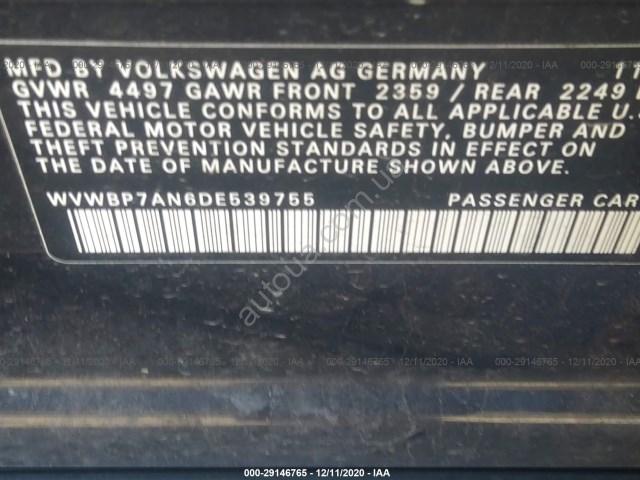 MFD BY VOLKSWAGEN AG GERMANY
GVWR 4497 GAWR FRONT 2359 / REAR 2249
THIS VEHICLE CONFORMS TO ALL APPLICABLE U.S.
FEDERAL MOTOR VEHICLE SAFETY, BUMPER AND
THEFT PREVENTION STANDARDS IN EFFECT ON
THE DATE OF MANUFACTURE SHOWN ABOVE.
WVWBP7AN6DE539755 PASSENGER CAR
autoua.com
000-29146765 - 12/11/2020 - IAA